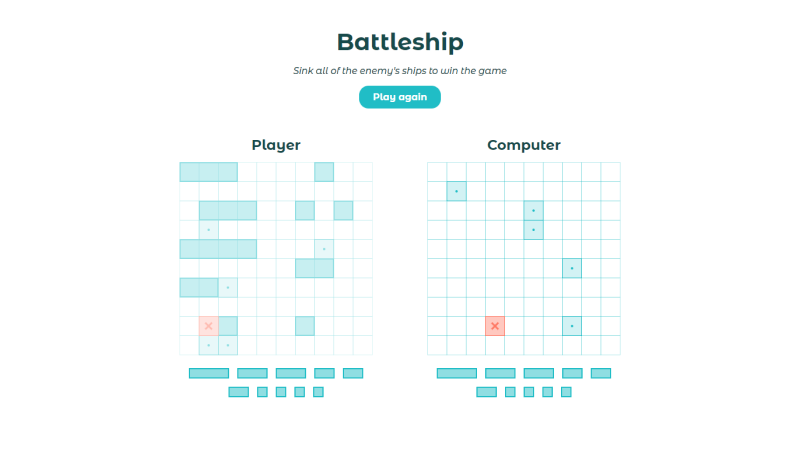 Battleship
Sink all of the enemy's ships to win the game
Play again
Player
Computer